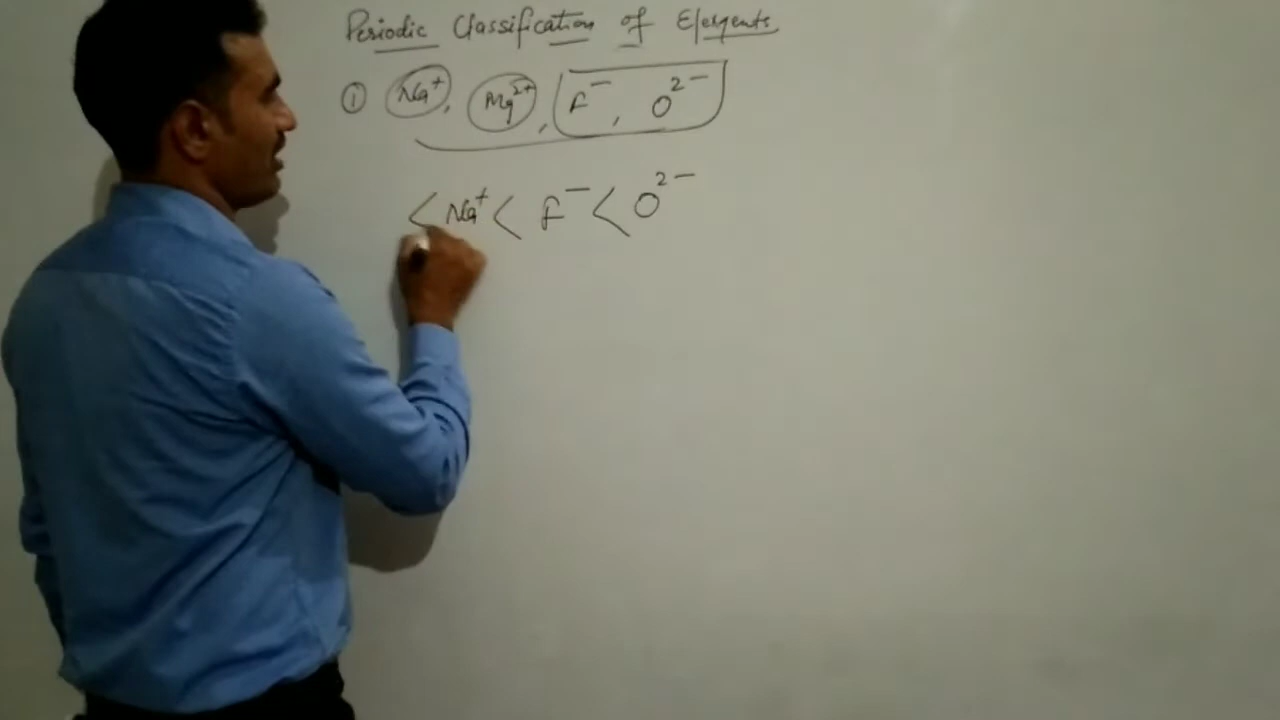 Periodic Classification of Elements
① Na⁺, Mg²⁺, F⁻, O²⁻
< Na⁺ < F⁻ < O²⁻